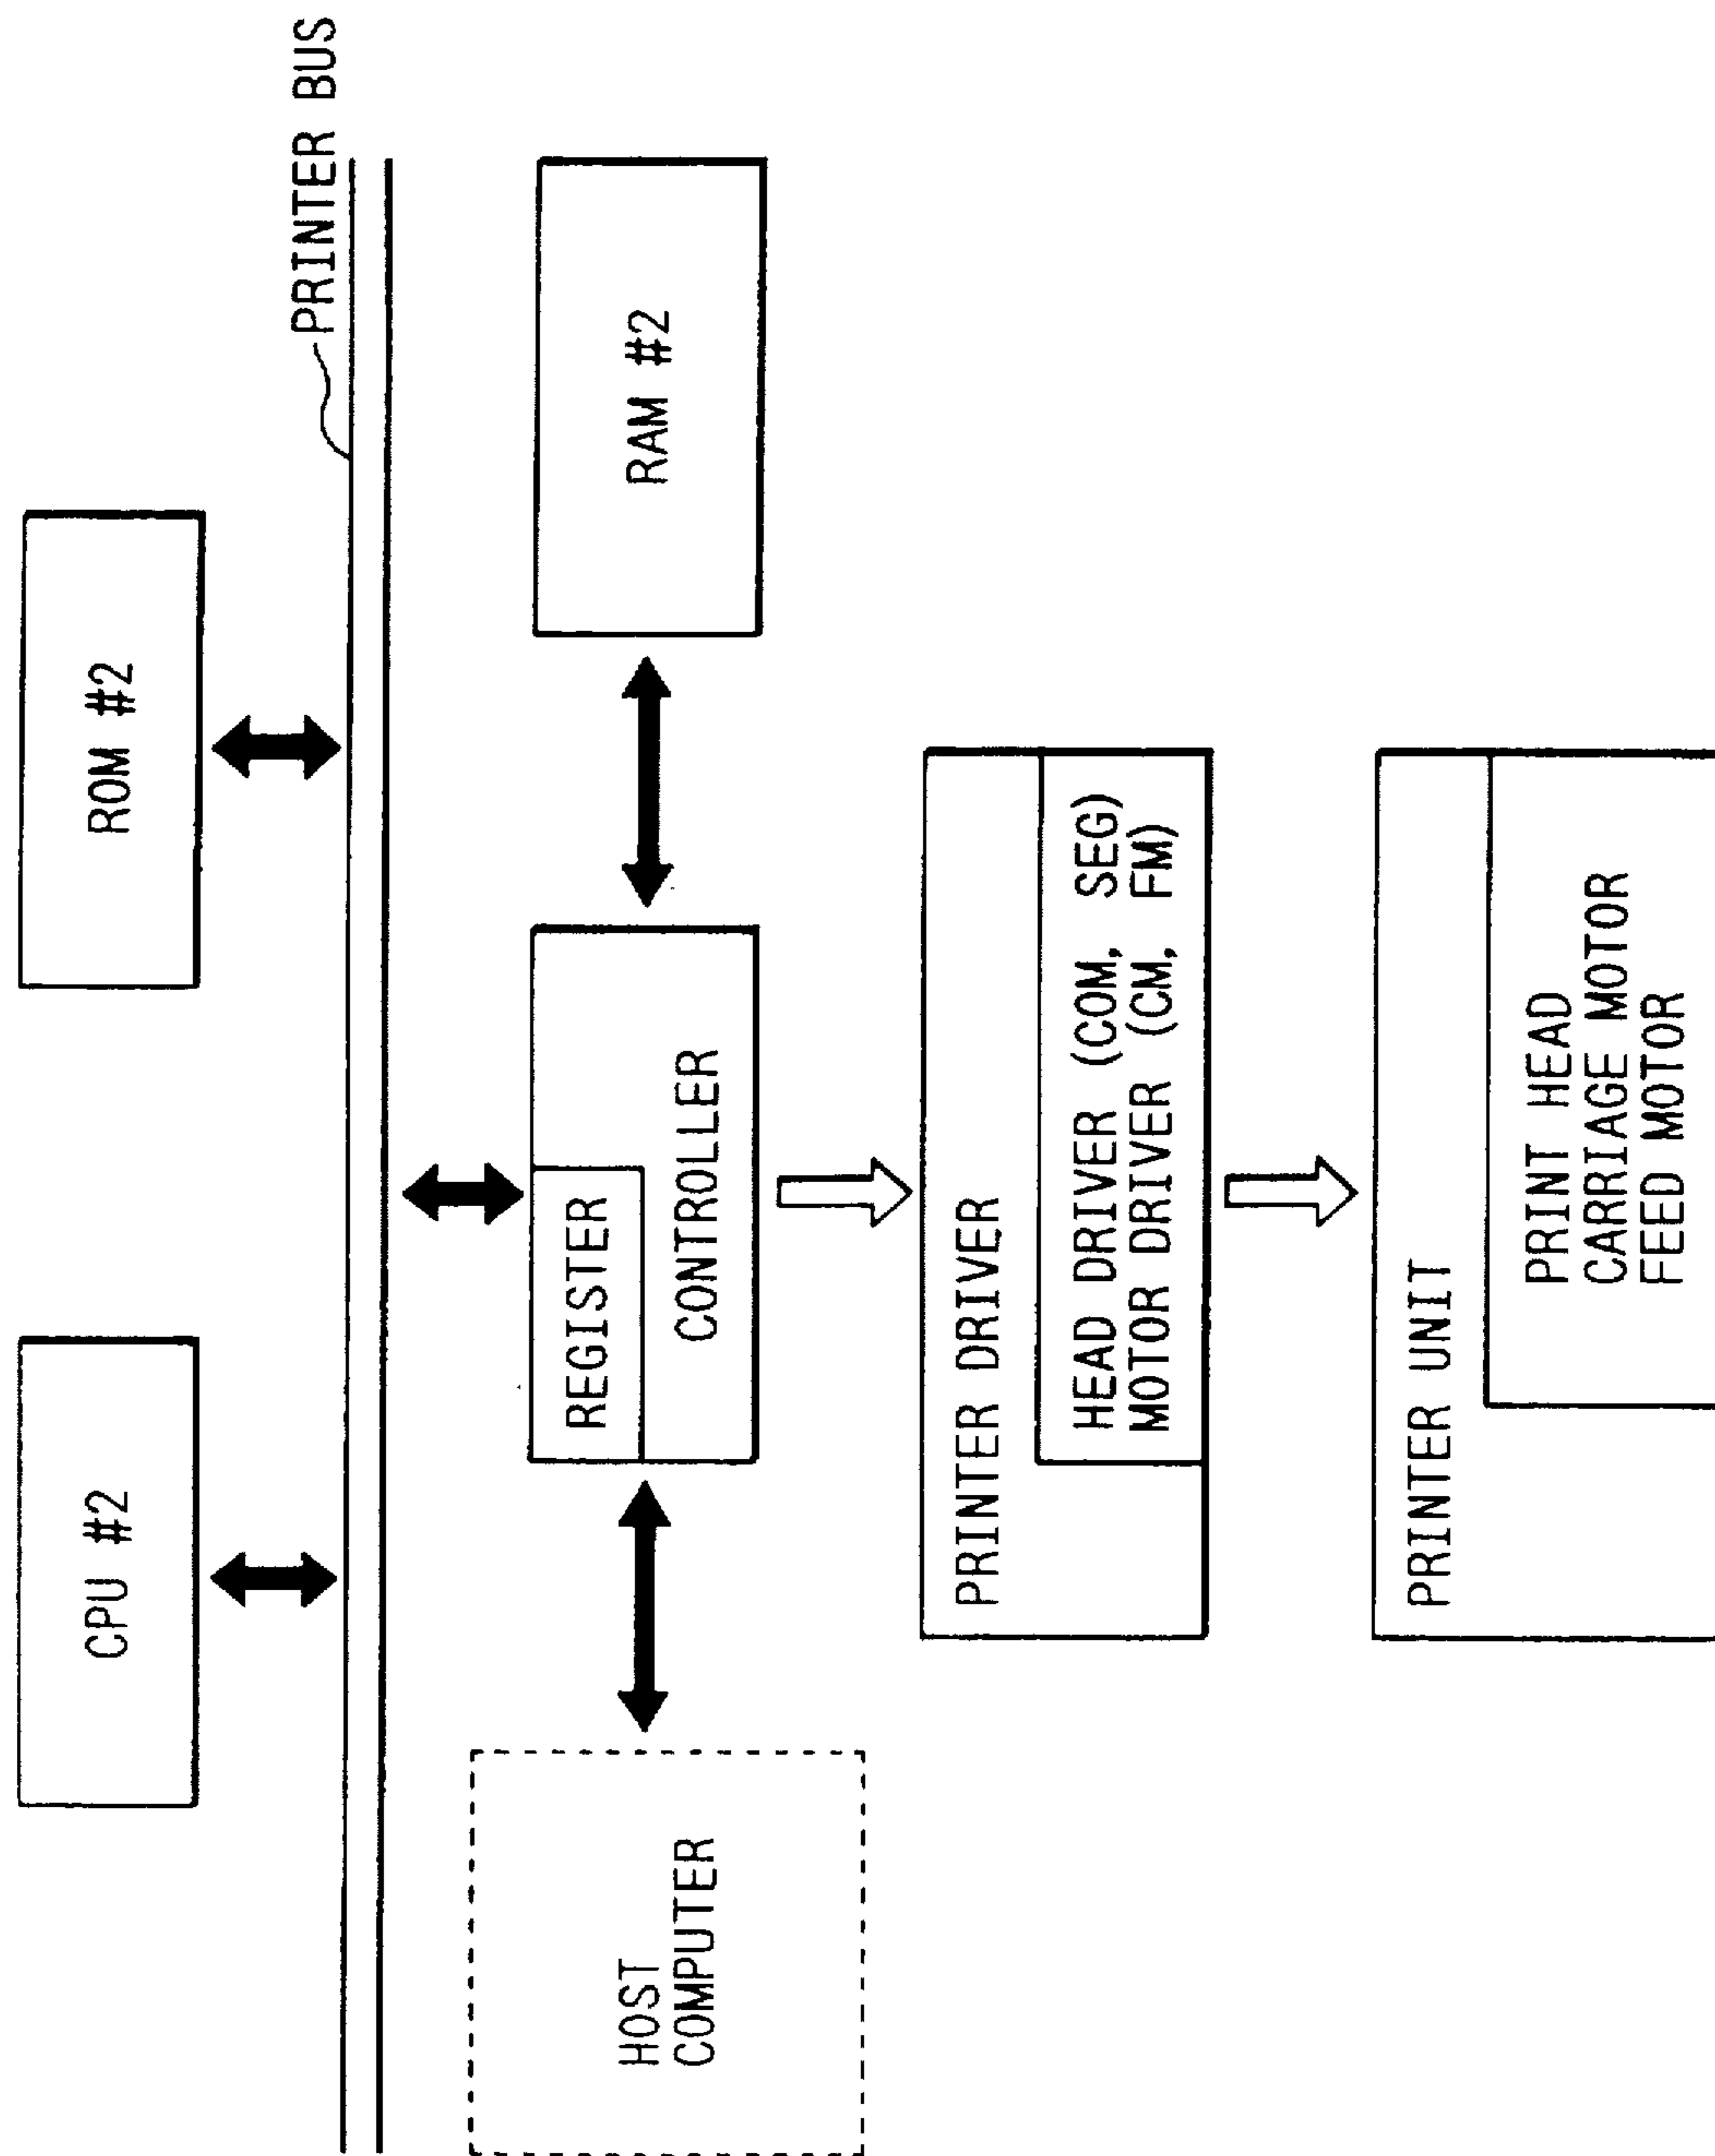 CPU #2
ROM #2
PRINTER BUS
HOST
COMPUTER
REGISTER
CONTROLLER
RAM #2
PRINTER DRIVER
HEAD DRIVER (COM, SEG)
MOTOR DRIVER (CM, FM)
PRINTER UNIT
PRINT HEAD
CARRIAGE MOTOR
FEED MOTOR